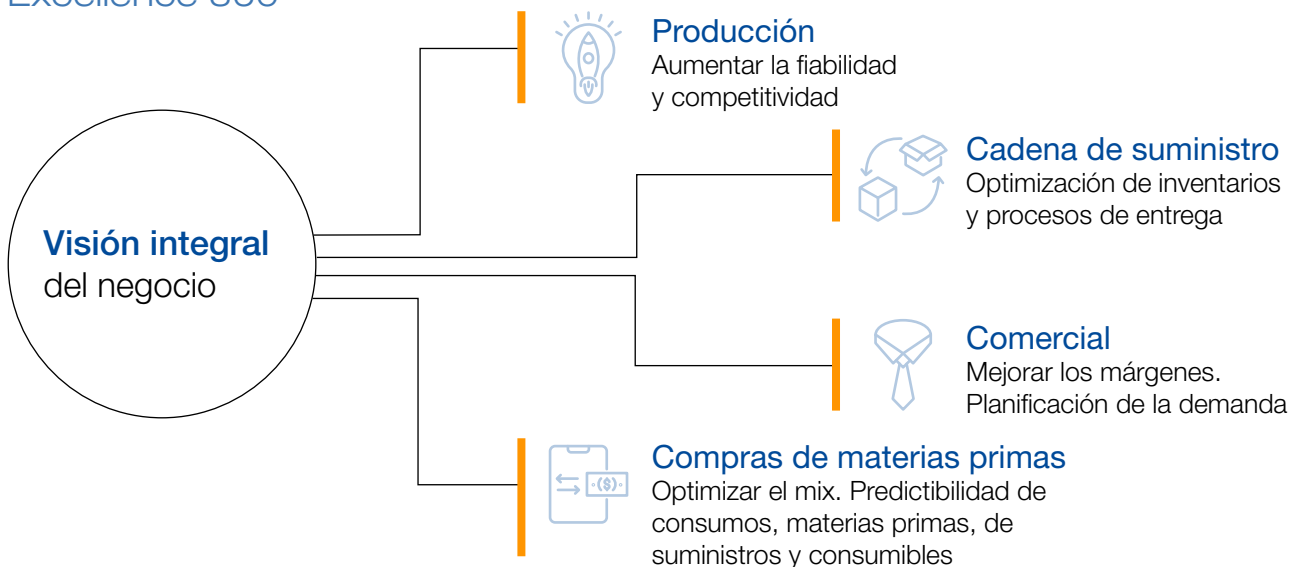 Excellence 360
Producción
Aumentar la fiabilidad
y competitividad
Cadena de suministro
Optimización de inventarios
y procesos de entrega
Visión integral
del negocio
Comercial
Mejorar los márgenes.
Planificación de la demanda
Compras de materias primas
Optimizar el mix. Predictibilidad de
consumos, materias primas, de
suministros y consumibles
($)